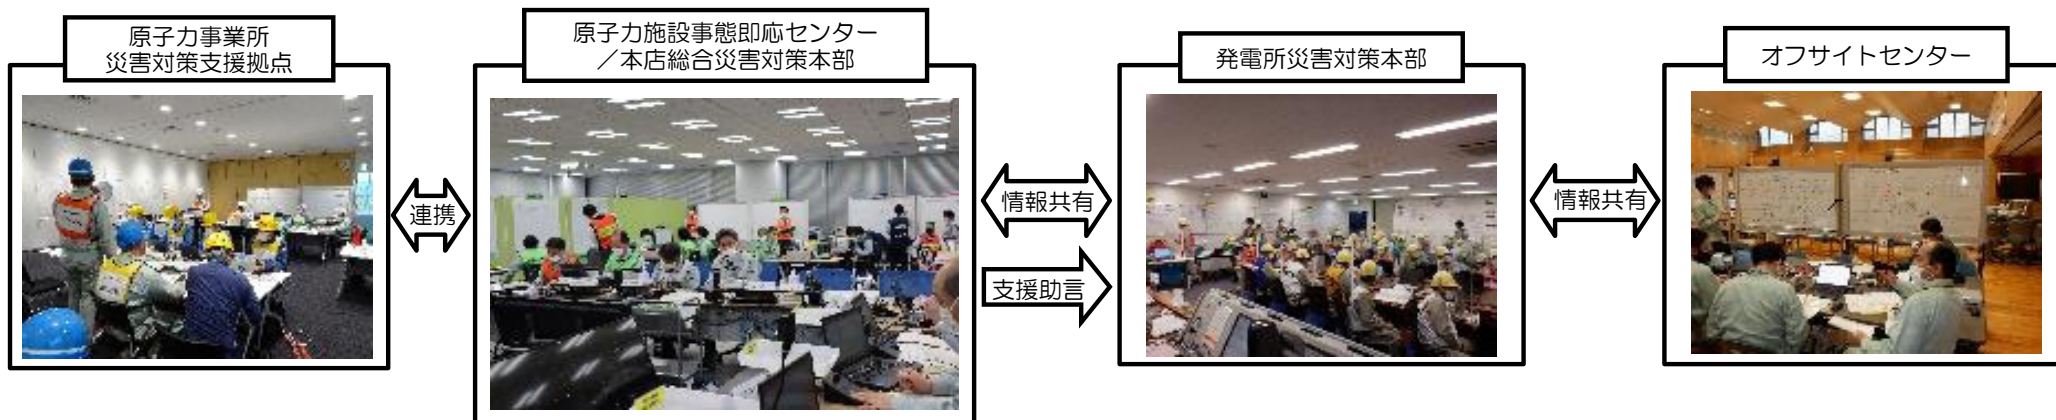 原子力事業所
災害対策支援拠点
連携
原子力施設事態即応センター
／本店総合災害対策本部
情報共有
支援助言
発電所災害対策本部
情報共有
オフサイトセンター